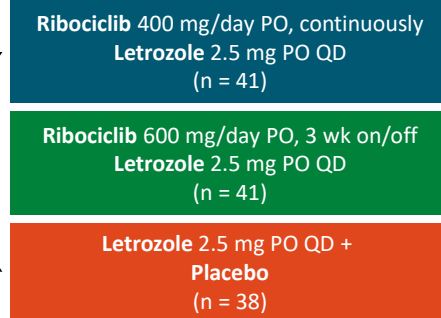 Ribociclib 400 mg/day PO, continuously
Letrozole 2.5 mg PO QD
(n = 41)
Ribociclib 600 mg/day PO, 3 wk on/off
Letrozole 2.5 mg PO QD
(n = 41)
Letrozole 2.5 mg PO QD +
Placebo
(n = 38)